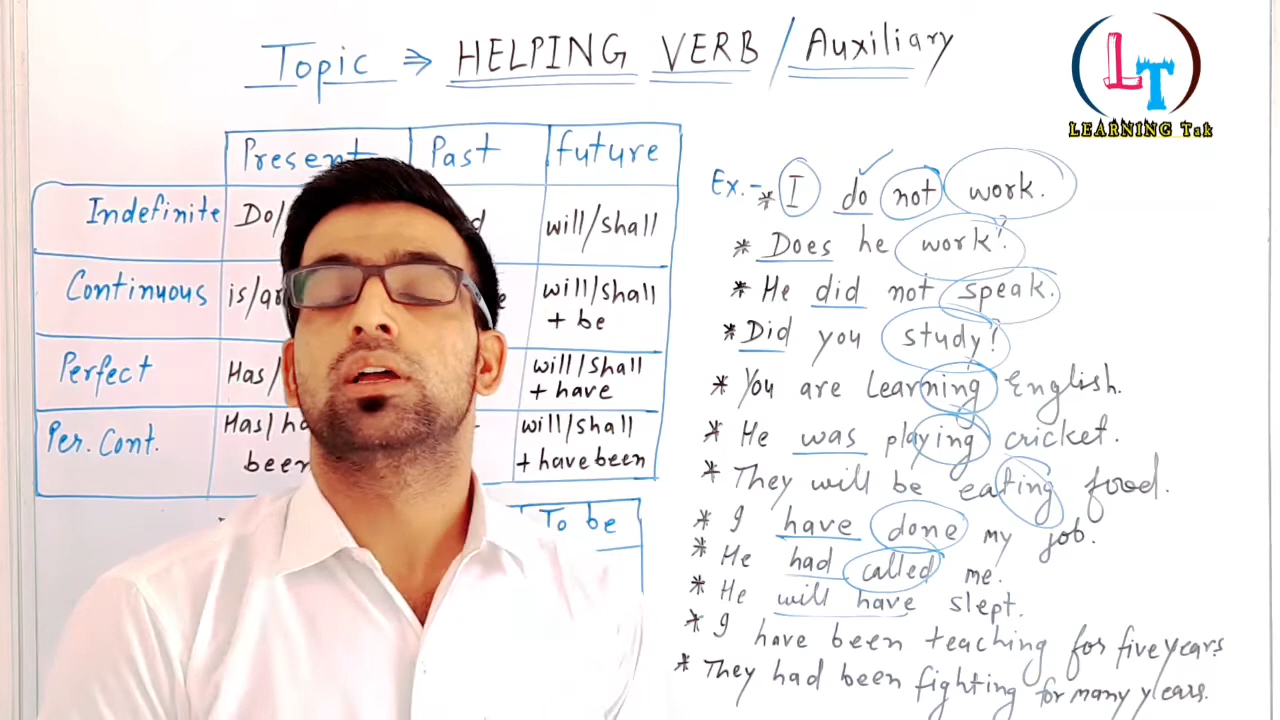 Topic ⇒ HELPING VERB / Auxiliary
LT
LEARNING Tak
Present Past future
Indefinite Do/ will/shall
Continuous is/ will/shall
+ be
Perfect Has/ will/shall
+ have
Per. Cont. Has/ will/shall
been + have been
To be
Ex.- * I do not work.
* Does he work?
* He did not speak.
* Did you study?
* You are learning English.
* He was playing cricket.
* They will be eating food.
* I have done my job.
* He had called me.
* He will have slept.
* I have been teaching for five years
* They had been fighting for many years.